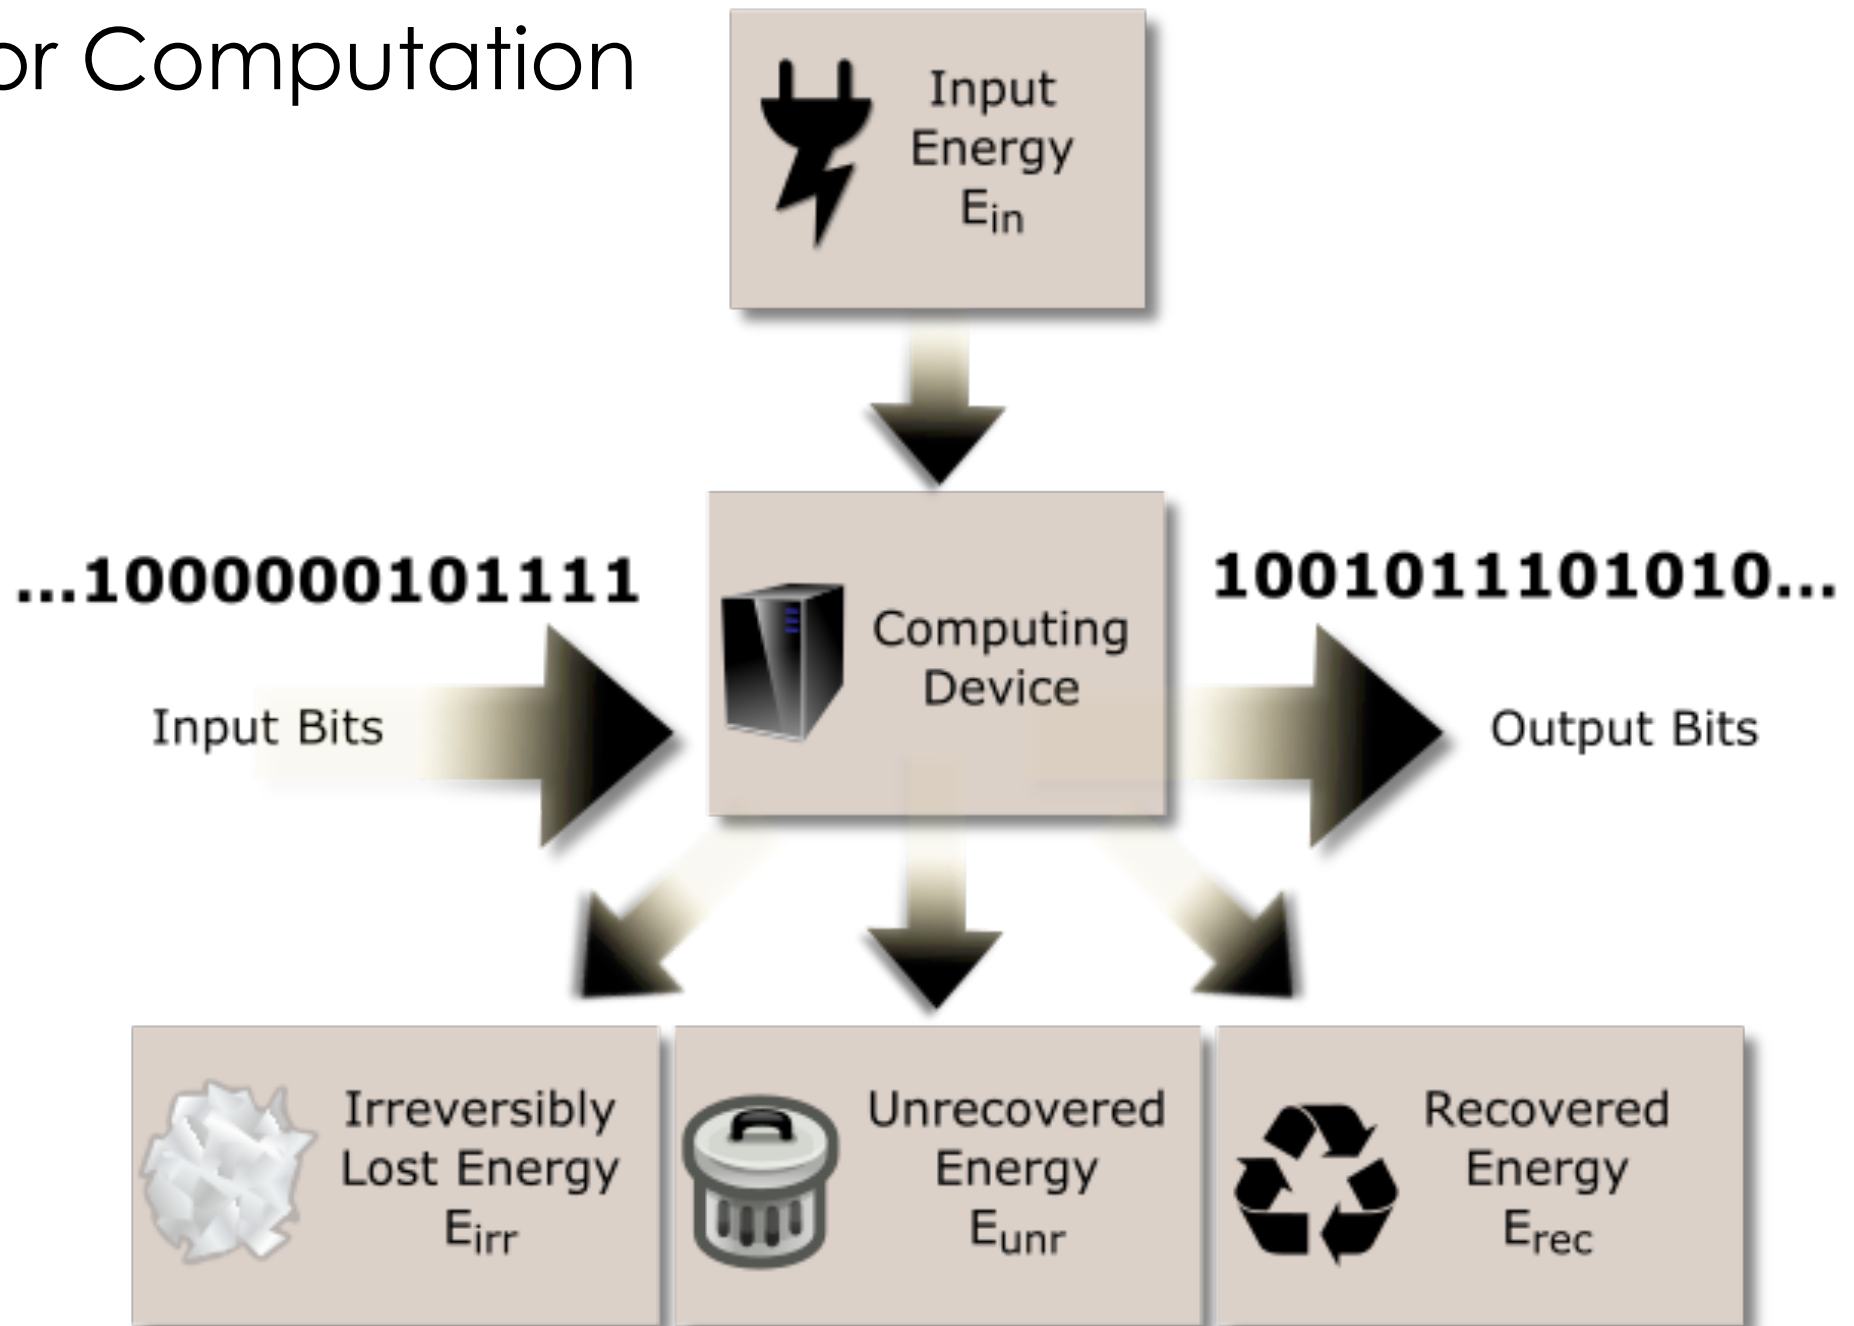 or Computation
Input
Energy
Ein
...1000000101111
1001011101010...
Computing
Device
Input Bits
Output Bits
Irreversibly
Lost Energy
Eirr
Unrecovered
Energy
Eunr
Recovered
Energy
Erec